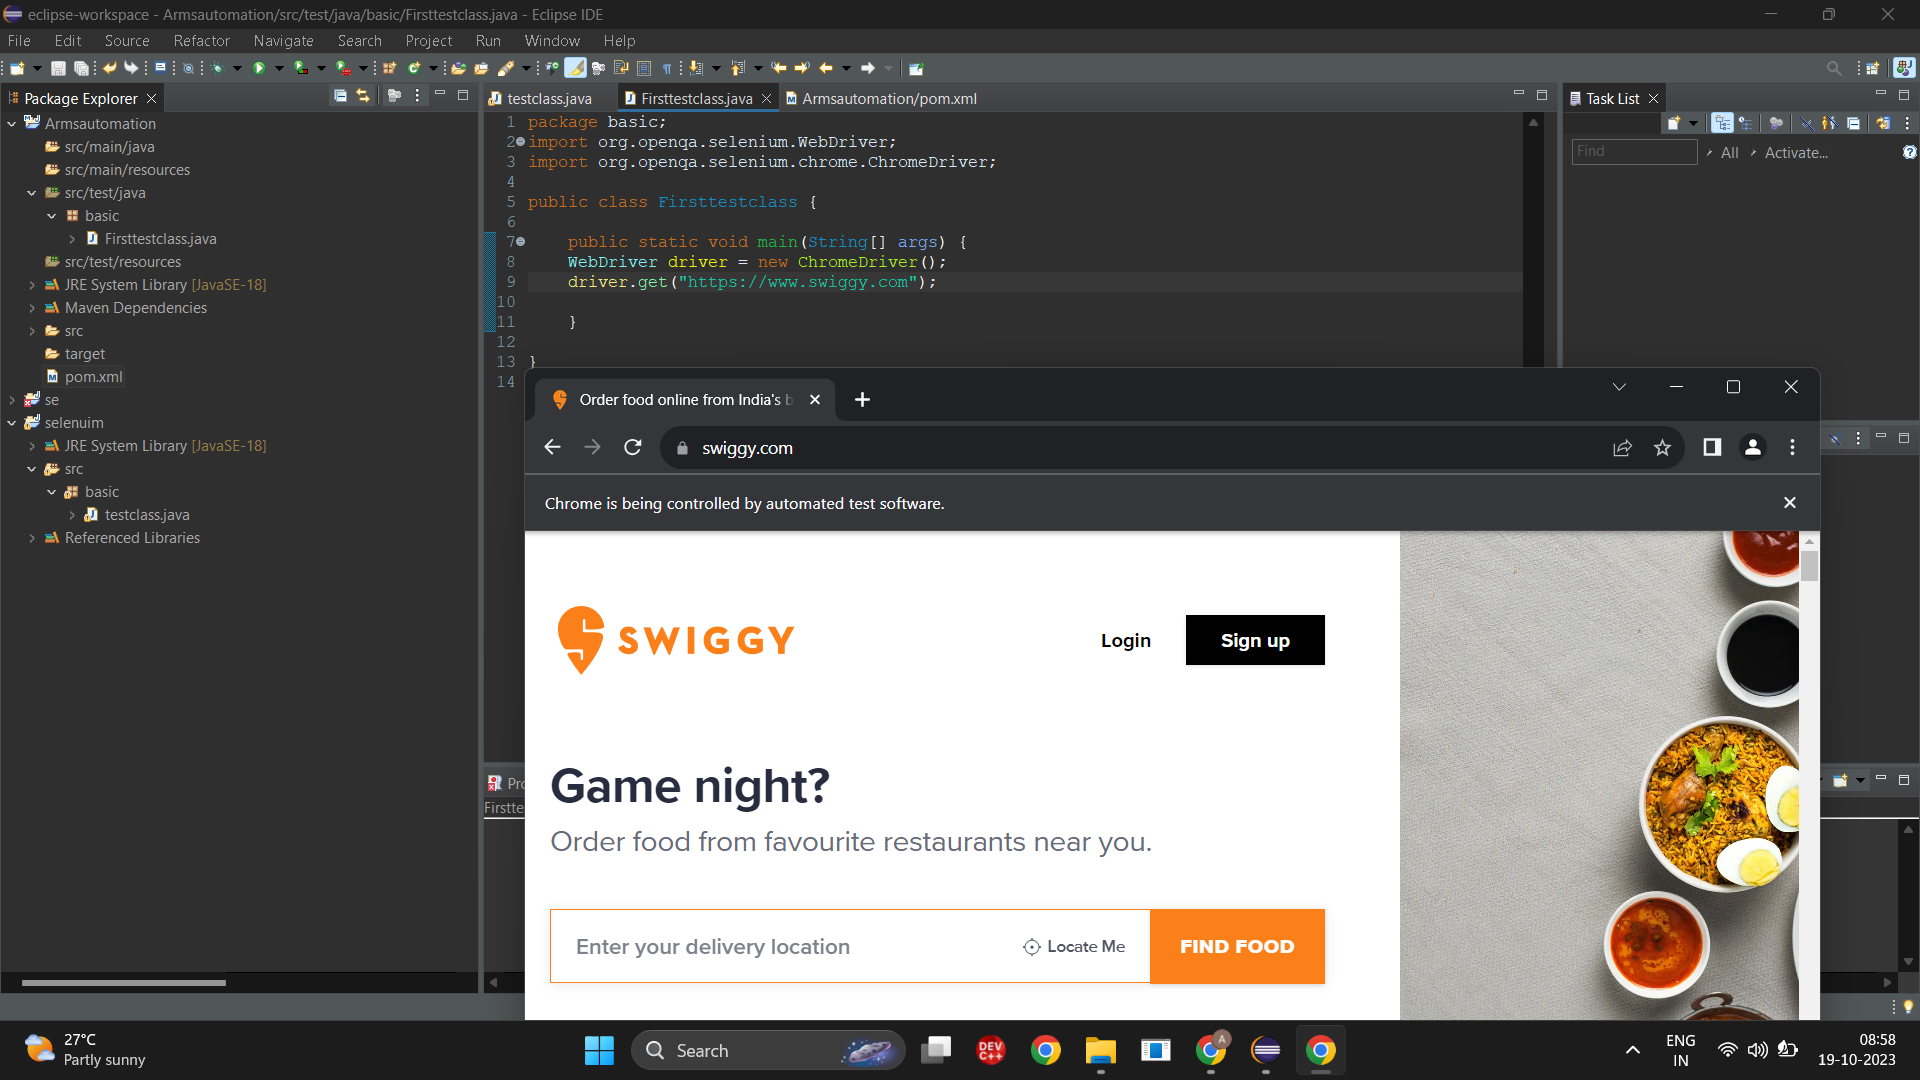 eclipse-workspace - Armsautomation/src/test/java/basic/Firsttestclass.java - Eclipse IDE
File Edit Source Refactor Navigate Search Project Run Window Help
Package Explorer
testclass.java Firsttestclass.java Armsautomation/pom.xml
Task List
Find All Activate...
Armsautomation
src/main/java
src/main/resources
src/test/java
basic
Firsttestclass.java
src/test/resources
JRE System Library [JavaSE-18]
Maven Dependencies
src
target
pom.xml
se
selenuim
JRE System Library [JavaSE-18]
src
basic
testclass.java
Referenced Libraries
1 package basic;
2 import org.openqa.selenium.WebDriver;
3 import org.openqa.selenium.chrome.ChromeDriver;
4
5 public class Firsttestclass {
6
7 public static void main(String[] args) {
8 WebDriver driver = new ChromeDriver();
9 driver.get("https://www.swiggy.com");
10
11 }
12
13 }
14
Order food online from India's b
swiggy.com
Chrome is being controlled by automated test software.
SWIGGY
Login Sign up
Game night?
Order food from favourite restaurants near you.
Enter your delivery location Locate Me FIND FOOD
Pro
Firstte
27°C
Partly sunny
Search
DEV
C++
A
ENG
IN
08:58
19-10-2023